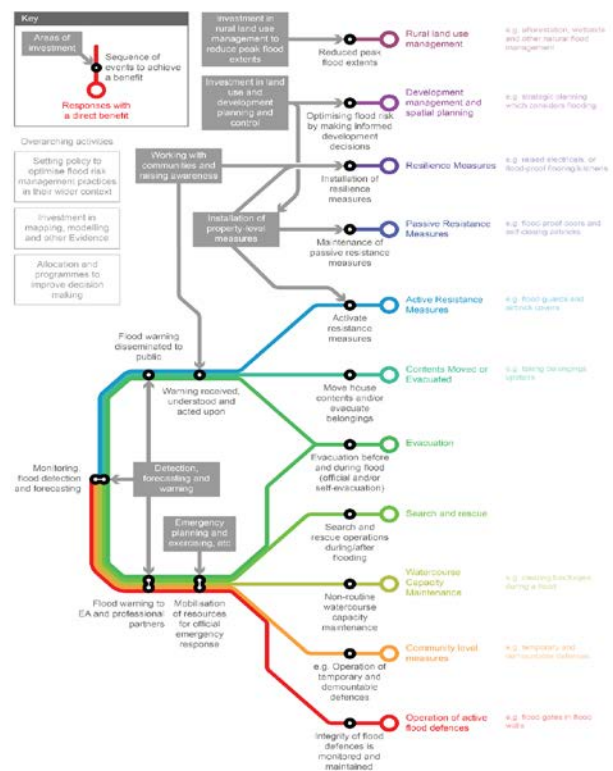 Key
Areas of
investment
Sequence of
events to achieve
a benefit
Responses with
a direct benefit
Overarching activities
Setting policy to
optimise flood risk
management practices
in their wider context
Investment in
mapping, modelling
and other Evidence
Allocation and
programmes to
improve decision
making
Investment in
rural land use
management to
reduce peak flood
extents
Reduced peak
flood extents
Rural land use
management
e.g. afforestation, wetlands
and other natural flood
management
Investment in land
use and
development
planning and
control
Optimising flood risk
by making informed
development
decisions
Development
management and
spatial planning
e.g. strategic planning
which considers flooding
Working with
communities and
raising awareness
Installation of
resilience
measures
Resilience Measures
e.g. raised electricals, or
flood-proof flooring/kitchens
Installation of
property-level
measures
Maintenance of
passive resistance
measures
Passive Resistance
Measures
e.g. flood proof doors and
self-closing airbricks
Activate
resistance
measures
Active Resistance
Measures
e.g. flood guards and
airbrick covers
Flood warning
disseminated to
public
Warning received,
understood and
acted upon
Move house
contents and/or
evacuate
belongings
Contents Moved or
Evacuated
e.g. taking belongings
upstairs
Monitoring,
flood detection
and forecasting
Detection,
forecasting and
warning
Evacuation before
and during flood
(official and/or
self-evacuation)
Evacuation
Emergency
planning and
exercising, etc
Search and
rescue operations
during/after
flooding
Search and rescue
Flood warning to
EA and professional
partners
Mobilisation
of resources
for official
emergency
response
Non-routine
watercourse
capacity
maintenance
Watercourse
Capacity
Maintenance
e.g. clearing blockages
during a flood
e.g. Operation of
temporary and
demountable
defences
Community level
measures
e.g. temporary and
demountable defences
Integrity of flood
defences is
monitored and
maintained
Operation of active
flood defences
e.g. flood gates in flood
walls